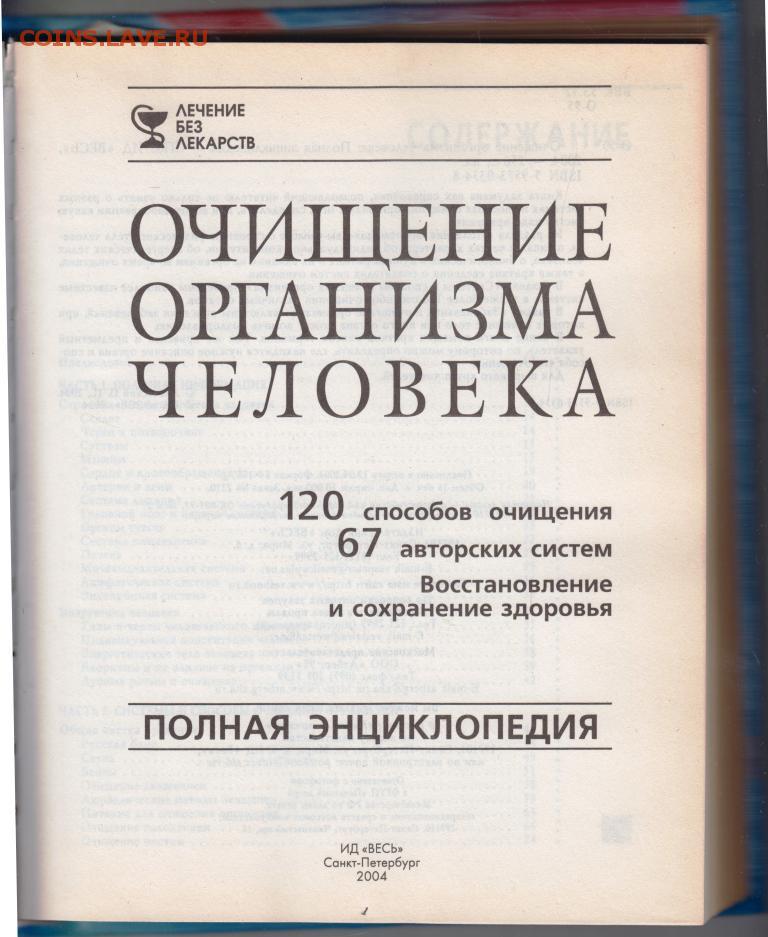 COINS.LAVE.RU
ЛЕЧЕНИЕ
БЕЗ
ЛЕКАРСТВ
ОЧИЩЕНИЕ
ОРГАНИЗМА
ЧЕЛОВЕКА
120 способов очищения
67 авторских систем
Восстановление
и сохранение здоровья
ПОЛНАЯ ЭНЦИКЛОПЕДИЯ
ИД «ВЕСЬ»
Санкт-Петербург
2004